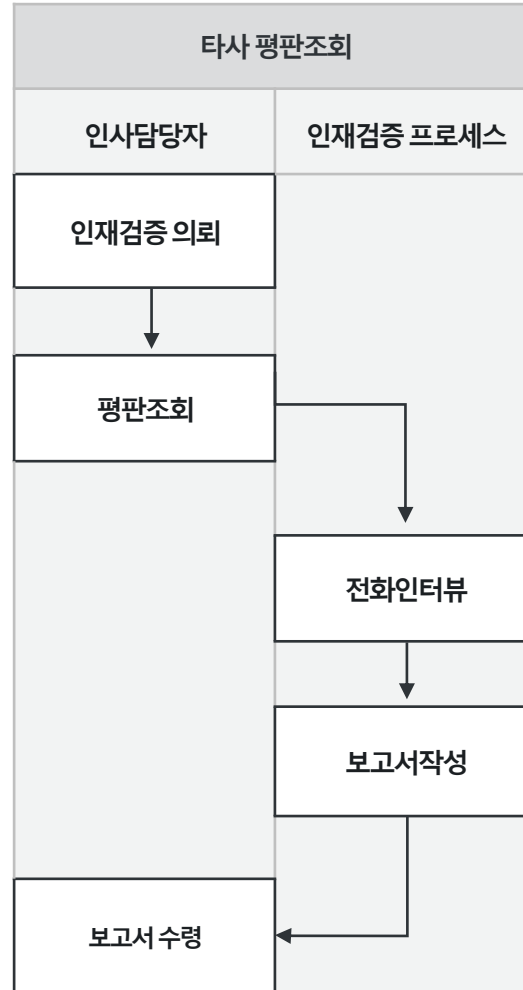 타사 평판조회
인사담당자
인재검증 프로세스
인재검증 의뢰
평판조회
전화인터뷰
보고서작성
보고서 수령